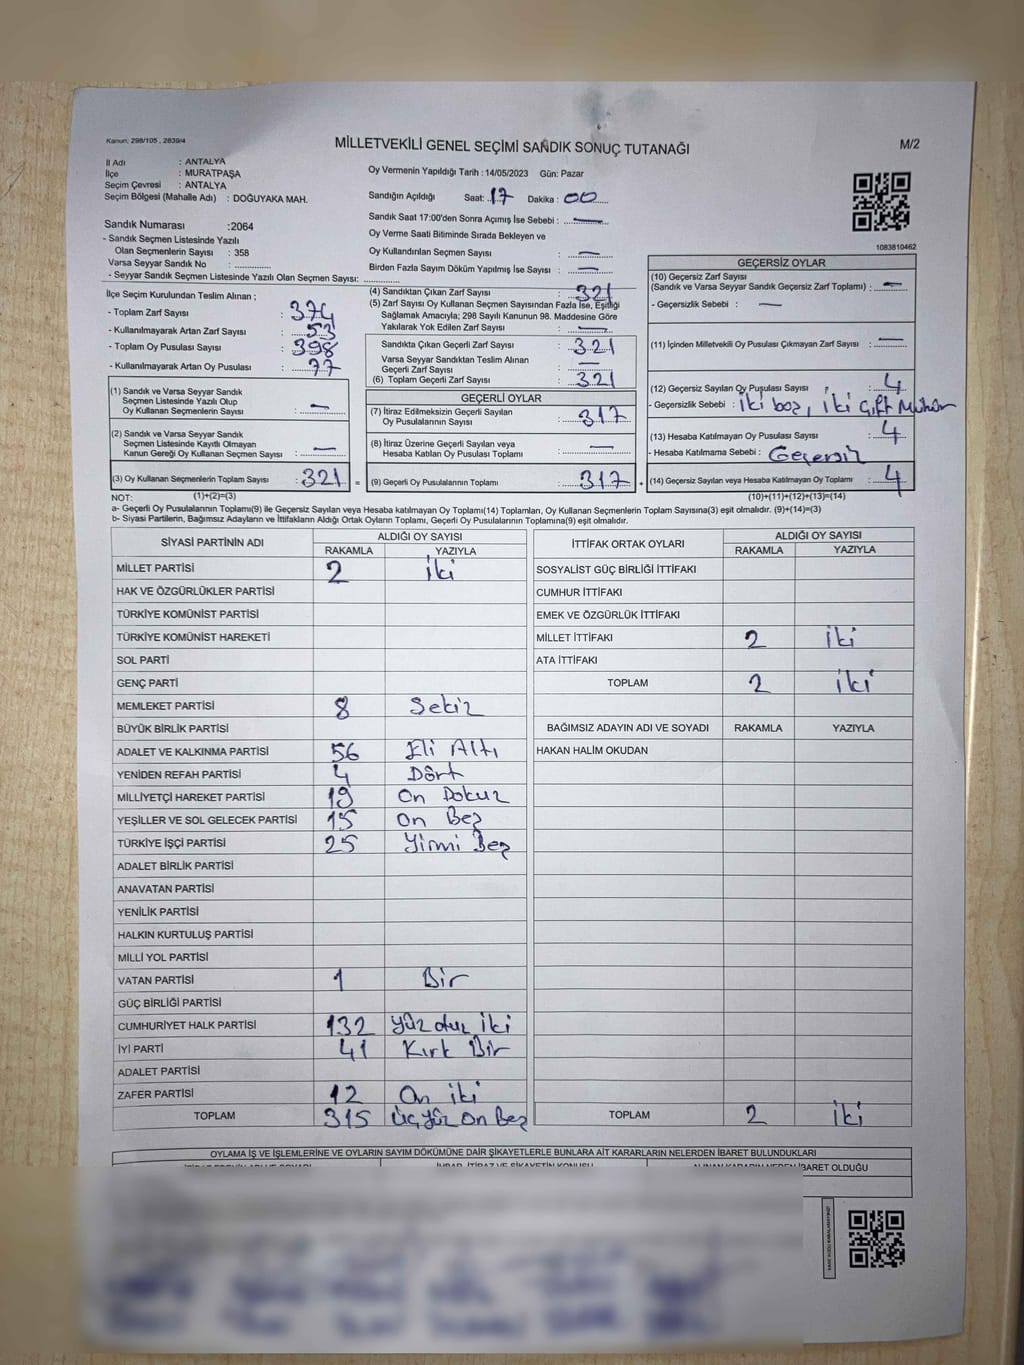 Kanun: 298/105 , 2839/4
MİLLETVEKİLİ GENEL SEÇİMİ SANDIK SONUÇ TUTANAĞI
M/2
İl Adı : ANTALYA
İlçe : MURATPAŞA
Seçim Çevresi : ANTALYA
Seçim Bölgesi (Mahalle Adı) : DOĞUYAKA MAH.
Oy Vermenin Yapıldığı Tarih : 14/05/2023 Gün: Pazar
Sandığın Açıldığı Saat: 17 Dakika : 00
Sandık Saat 17:00'den Sonra Açımış İse Sebebi : —
Oy Verme Saati Bitiminde Sırada Bekleyen ve
Oy Kullandırılan Seçmen Sayısı : —
Birden Fazla Sayım Döküm Yapılmış İse Sayısı : —
Sandık Numarası :2064
- Sandık Seçmen Listesinde Yazılı
Olan Seçmenlerin Sayısı : 358
Varsa Seyyar Sandık No : ..............
- Seyyar Sandık Seçmen Listesinde Yazılı Olan Seçmen Sayısı: ..............
1083810462
İlçe Seçim Kurulundan Teslim Alınan ;
- Toplam Zarf Sayısı : 374
- Kullanılmayarak Artan Zarf Sayısı : 53
- Toplam Oy Pusulası Sayısı : 398
- Kullanılmayarak Artan Oy Pusulası : 77
(1) Sandık ve Varsa Seyyar Sandık
Seçmen Listesinde Yazılı Olup
Oy Kullanan Seçmenlerin Sayısı : —
(2) Sandık ve Varsa Seyyar Sandık
Seçmen Listesinde Kayıtlı Olmayan
Kanun Gereği Oy Kullanan Seçmen Sayısı : —
(3) Oy Kullanan Seçmenlerin Toplam Sayısı : 321 =
(1)+(2)=(3)
(4) Sandıktan Çıkan Zarf Sayısı : 321
(5) Zarf Sayısı Oy Kullanan Seçmen Sayısından Fazla İse, Eşitliği
Sağlamak Amacıyla; 298 Sayılı Kanunun 98. Maddesine Göre
Yakılarak Yok Edilen Zarf Sayısı : —
Sandıkta Çıkan Geçerli Zarf Sayısı : 321
Varsa Seyyar Sandıktan Teslim Alınan
Geçerli Zarf Sayısı : —
(6) Toplam Geçerli Zarf Sayısı : 321
GEÇERLİ OYLAR
(7) İtiraz Edilmeksizin Geçerli Sayılan
Oy Pusulalarının Sayısı : 317
(8) İtiraz Üzerine Geçerli Sayılan veya
Hesaba Katılan Oy Pusulası Toplamı : —
(9) Geçerli Oy Pusulalarının Toplamı : 317 +
GEÇERSİZ OYLAR
(10) Geçersiz Zarf Sayısı
(Sandık ve Varsa Seyyar Sandık Geçersiz Zarf Toplamı) : —
- Geçersizlik Sebebi : —
(11) İçinden Milletvekili Oy Pusulası Çıkmayan Zarf Sayısı : —
(12) Geçersiz Sayılan Oy Pusulası Sayısı : 4
- Geçersizlik Sebebi : İki boş, iki çift Mühür
(13) Hesaba Katılmayan Oy Pusulası Sayısı : 4
- Hesaba Katılmama Sebebi : Geçersiz
(14) Geçersiz Sayılan veya Hesaba Katılmayan Oy Toplamı : 4
(10)+(11)+(12)+(13)=(14)
NOT:
a- Geçerli Oy Pusulalarının Toplamı(9) ile Geçersiz Sayılan veya Hesaba katılmayan Oy Toplamı(14) Toplamları, Oy Kullanan Seçmenlerin Toplam Sayısına(3) eşit olmalıdır. (9)+(14)=(3)
b- Siyasi Partilerin, Bağımsız Adayların ve İttifakların Aldığı Ortak Oyların Toplamı, Geçerli Oy Pusulalarının Toplamına(9) eşit olmalıdır.
SİYASİ PARTİNİN ADI ALDIĞI OY SAYISI
RAKAMLA YAZIYLA
MİLLET PARTİSİ 2 iki
HAK VE ÖZGÜRLÜKLER PARTİSİ
TÜRKİYE KOMÜNİST PARTİSİ
TÜRKİYE KOMÜNİST HAREKETİ
SOL PARTİ
GENÇ PARTİ
MEMLEKET PARTİSİ 8 Sekiz
BÜYÜK BİRLİK PARTİSİ
ADALET VE KALKINMA PARTİSİ 56 Eli Altı
YENİDEN REFAH PARTİSİ 4 Dört
MİLLİYETÇİ HAREKET PARTİSİ 19 On Dokuz
YEŞİLLER VE SOL GELECEK PARTİSİ 15 On Beş
TÜRKİYE İŞÇİ PARTİSİ 25 Yirmi Beş
ADALET BİRLİK PARTİSİ
ANAVATAN PARTİSİ
YENİLİK PARTİSİ
HALKIN KURTULUŞ PARTİSİ
MİLLİ YOL PARTİSİ
VATAN PARTİSİ 1 Bir
GÜÇ BİRLİĞİ PARTİSİ
CUMHURİYET HALK PARTİSİ 132 yüz otuz iki
İYİ PARTİ 41 Kırk Bir
ADALET PARTİSİ
ZAFER PARTİSİ 12 On iki
TOPLAM 315 üçyüz On Beş
İTTİFAK ORTAK OYLARI ALDIĞI OY SAYISI
RAKAMLA YAZIYLA
SOSYALİST GÜÇ BİRLİĞİ İTTİFAKI
CUMHUR İTTİFAKI
EMEK VE ÖZGÜRLÜK İTTİFAKI
MİLLET İTTİFAKI 2 iki
ATA İTTİFAKI
TOPLAM 2 iki
BAĞIMSIZ ADAYIN ADI VE SOYADI RAKAMLA YAZIYLA
HAKAN HALİM OKUDAN
TOPLAM 2 iki
OYLAMA İŞ VE İŞLEMLERİNE VE OYLARIN SAYIM DÖKÜMÜNE DAİR ŞİKAYETLERLE BUNLARA AİT KARARLARIN NELERDEN İBARET BULUNDUKLARI
İBARET OLDUĞU